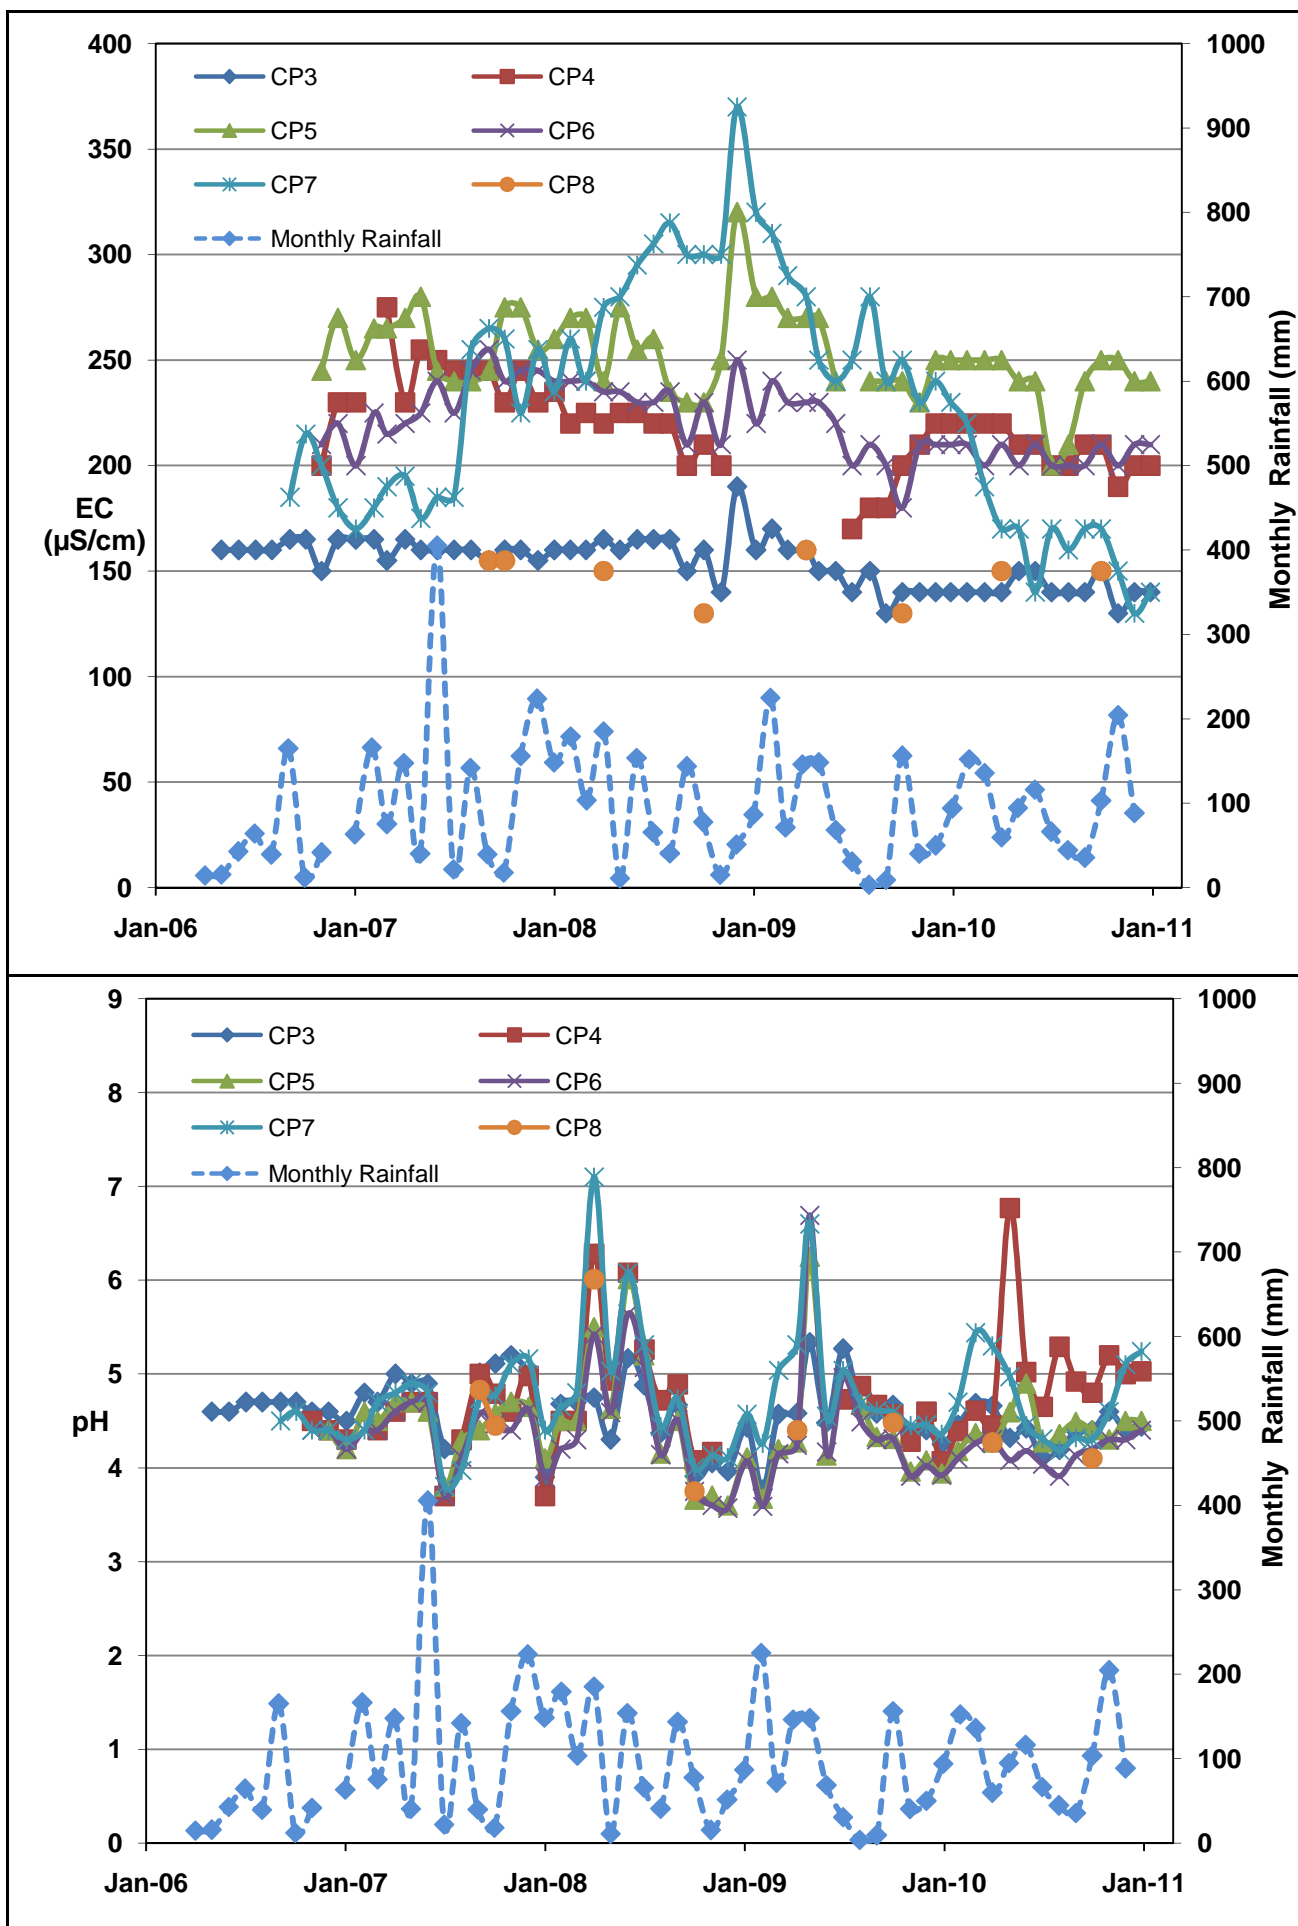 400
350
300
250
200
150
100
50
0
EC
(µS/cm)
CP3
CP4
CP5
CP6
CP7
CP8
Monthly Rainfall
1000
900
800
700
600
500
400
300
200
100
0
Monthly Rainfall (mm)
Jan-06
Jan-07
Jan-08
Jan-09
Jan-10
Jan-11
9
8
7
6
5
4
3
2
1
0
pH
CP3
CP4
CP5
CP6
CP7
CP8
Monthly Rainfall
1000
900
800
700
600
500
400
300
200
100
0
Monthly Rainfall (mm)
Jan-06
Jan-07
Jan-08
Jan-09
Jan-10
Jan-11